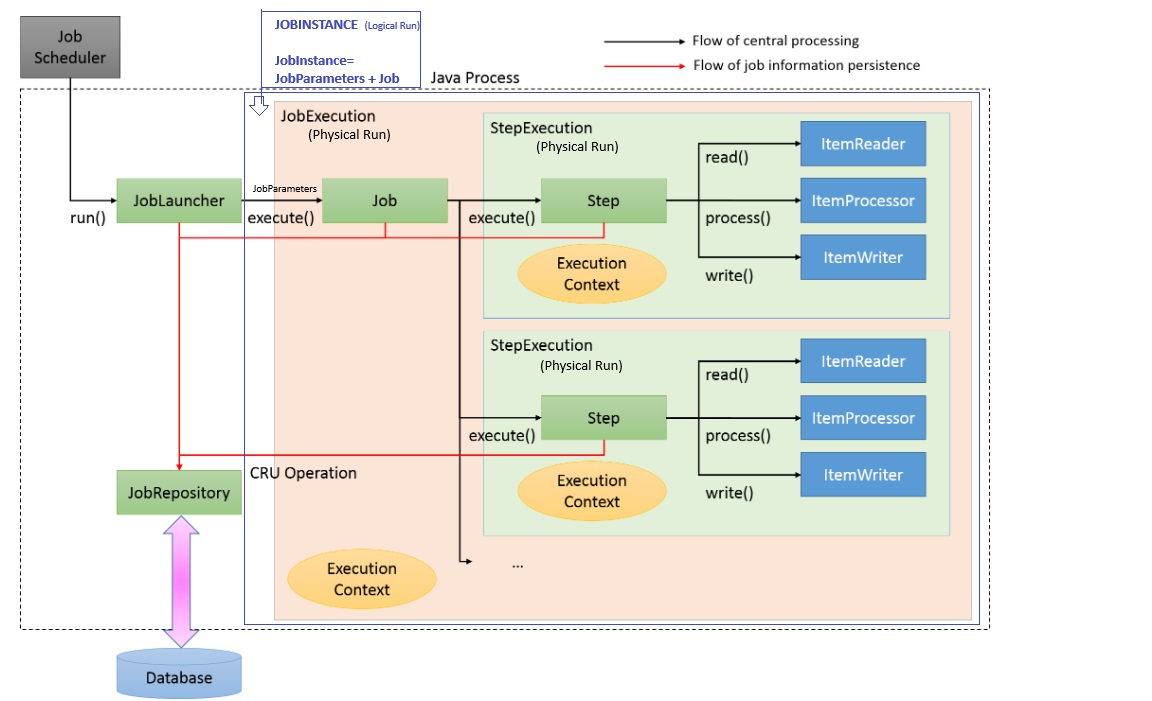 Job
Scheduler
JOBINSTANCE (Logical Run)
JobInstance=
JobParameters + Job
Flow of central processing
Flow of job information persistence
Java Process
JobExecution
(Physical Run)
StepExecution
(Physical Run)
read()
ItemReader
run()
JobLauncher
JobParameters
execute()
Job
execute()
Step
process()
ItemProcessor
write()
ItemWriter
Execution
Context
StepExecution
(Physical Run)
read()
ItemReader
execute()
Step
process()
ItemProcessor
write()
ItemWriter
Execution
Context
CRU Operation
JobRepository
Execution
Context
...
Database